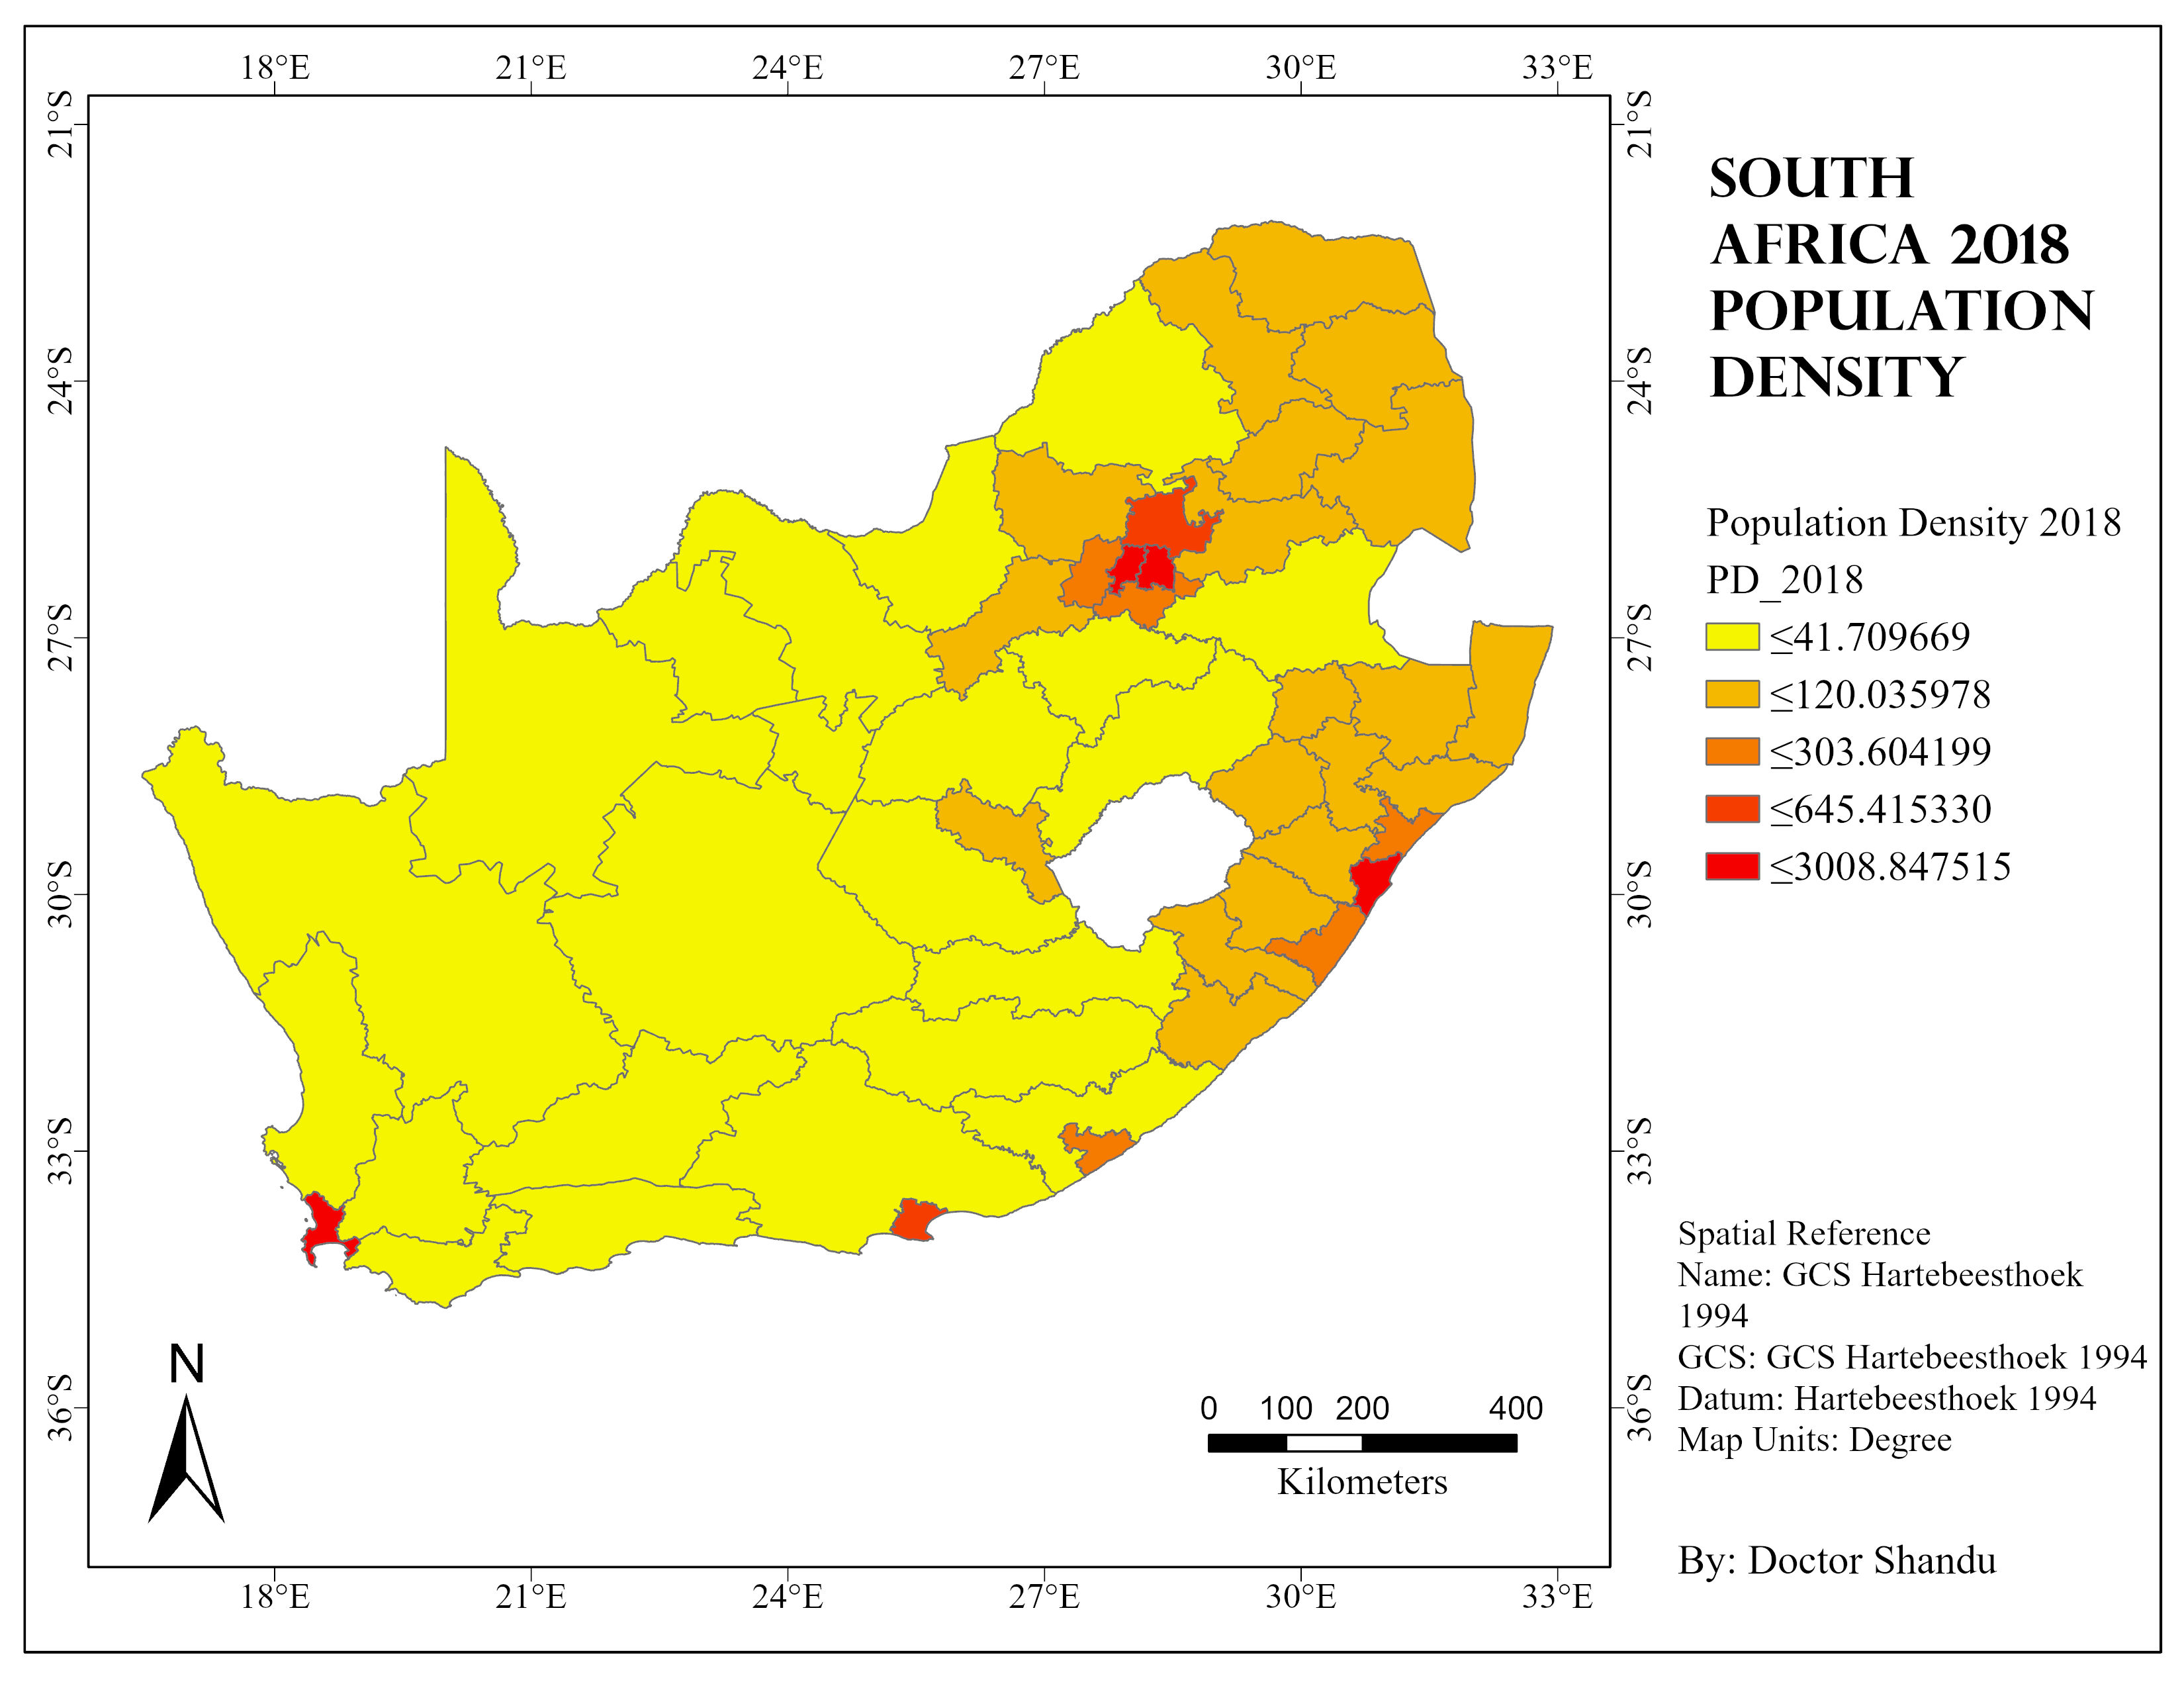 18°E 21°E 24°E 27°E 30°E 33°E
21°S 21°S
24°S 24°S
27°S 27°S
30°S 30°S
33°S 33°S
36°S 36°S
18°E 21°E 24°E 27°E 30°E 33°E
N
0 100 200 400
Kilometers
SOUTH
AFRICA 2018
POPULATION
DENSITY
Population Density 2018
PD_2018
≤41.709669
≤120.035978
≤303.604199
≤645.415330
≤3008.847515
Spatial Reference
Name: GCS Hartebeesthoek
1994
GCS: GCS Hartebeesthoek 1994
Datum: Hartebeesthoek 1994
Map Units: Degree
By: Doctor Shandu